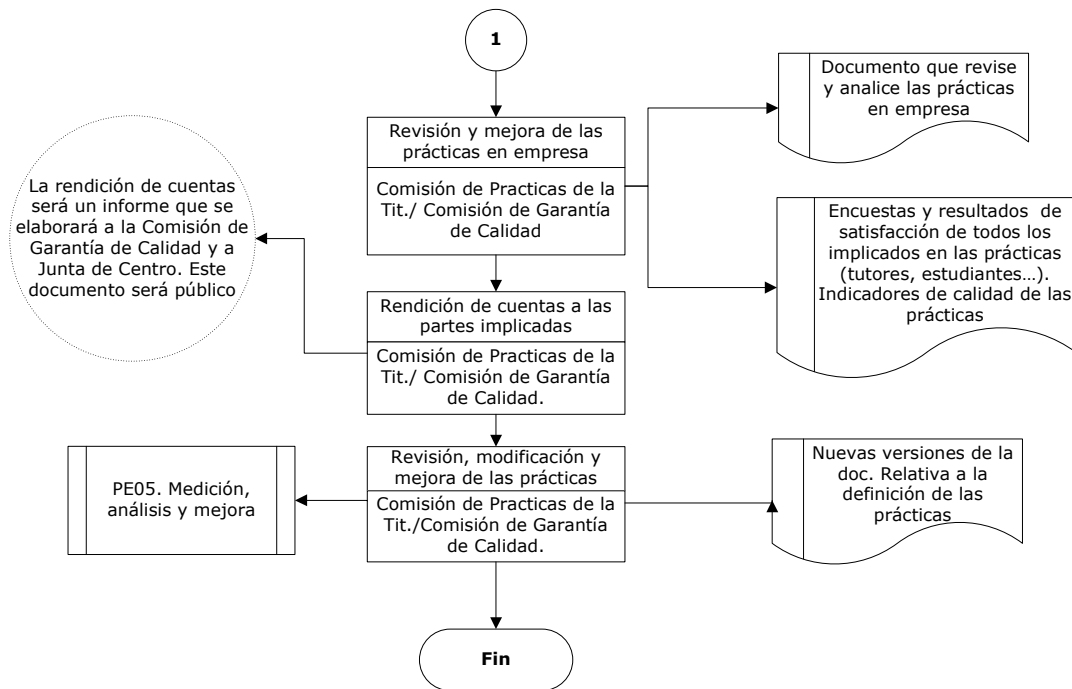 1
Documento que revise
y analice las prácticas
en empresa
Revisión y mejora de las
prácticas en empresa
Comisión de Practicas de la
Tit./ Comisión de Garantía
de Calidad
La rendición de cuentas
será un informe que se
elaborará a la Comisión de
Garantía de Calidad y a
Junta de Centro. Este
documento será público
Encuestas y resultados de
satisfacción de todos los
implicados en las prácticas
(tutores, estudiantes…).
Indicadores de calidad de las
prácticas
Rendición de cuentas a las
partes implicadas
Comisión de Practicas de la
Tit./ Comisión de Garantía
de Calidad.
Revisión, modificación y
mejora de las prácticas
Comisión de Practicas de la
Tit./Comisión de Garantía
de Calidad.
PE05. Medición,
análisis y mejora
Nuevas versiones de la
doc. Relativa a la
definición de las
prácticas
Fin